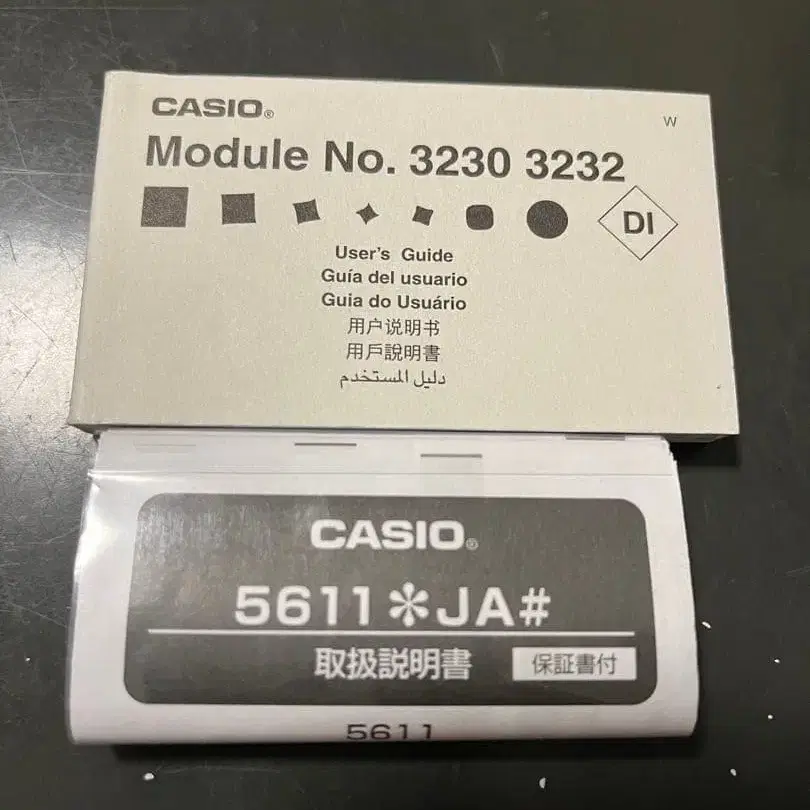 CASIO®
W
Module No. 3230 3232
DI
User's Guide
Guía del usuario
Guia do Usuário
用户说明书
用戶說明書
دليل المستخدم
CASIO®
5611✽JA#
取扱説明書 保証書付
5611